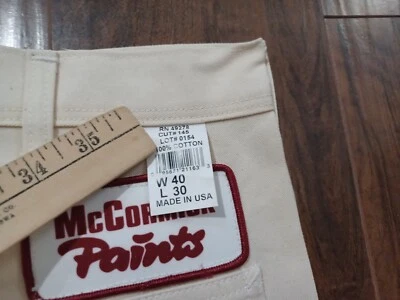 RN 49278
CUT# 145
LOT# 0154
100% COTTON
W 40
L 30
MADE IN USA
McCORMICK
Paints
34
35